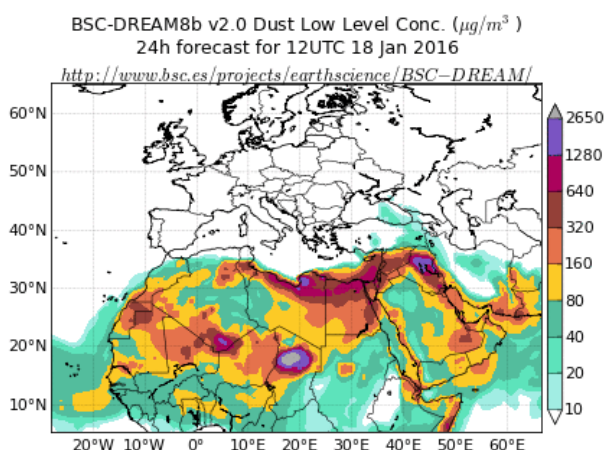 BSC-DREAM8b v2.0 Dust Low Level Conc. (μg/m³ )
24h forecast for 12UTC 18 Jan 2016
http://www.bsc.es/projects/earthscience/BSC−DREAM/
60°N
50°N
40°N
30°N
20°N
10°N
20°W 10°W 0° 10°E 20°E 30°E 40°E 50°E 60°E
2650
1280
640
320
160
80
40
20
10